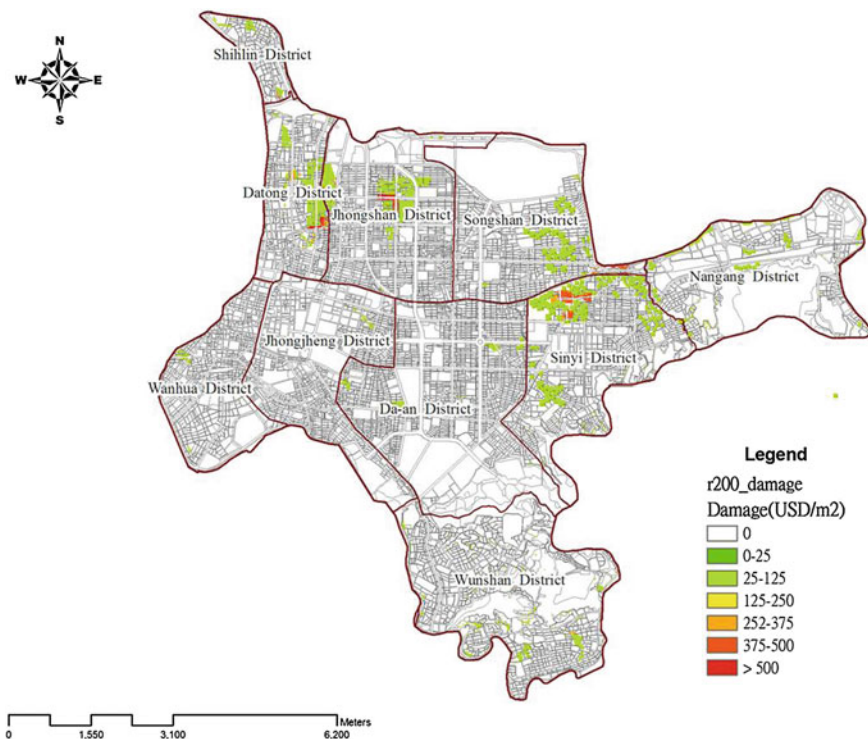 N
W E
S
Shihlin District
Datong District
Jhongshan District
Songshan District
Nangang District
Jhongjheng District
Sinyi District
Wanhua District
Da-an District
Wunshan District
Legend
r200_damage
Damage(USD/m2)
0
0-25
25-125
125-250
252-375
375-500
> 500
Meters
0 1,550 3,100 6,200